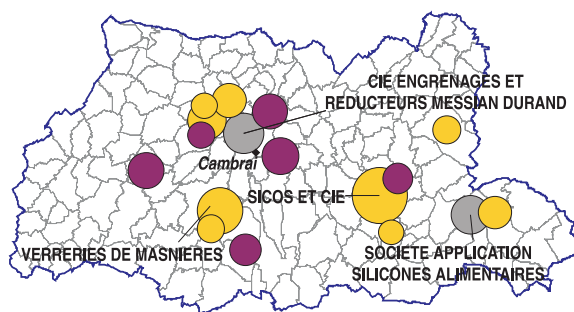 CIE ENGRENAGES ET
REDUCTEURS MESSIAN DURAND
Cambrai
SICOS ET CIE
VERRERIES DE MASNIERES
SOCIETE APPLICATION
SILICONES ALIMENTAIRES